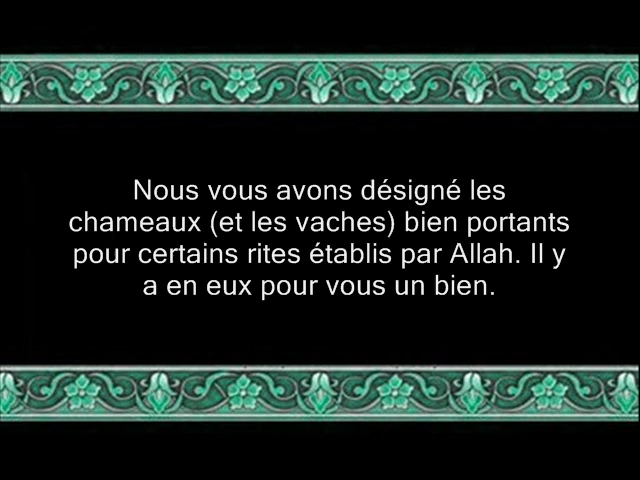 Nous vous avons désigné les
chameaux (et les vaches) bien portants
pour certains rites établis par Allah. Il y
a en eux pour vous un bien.